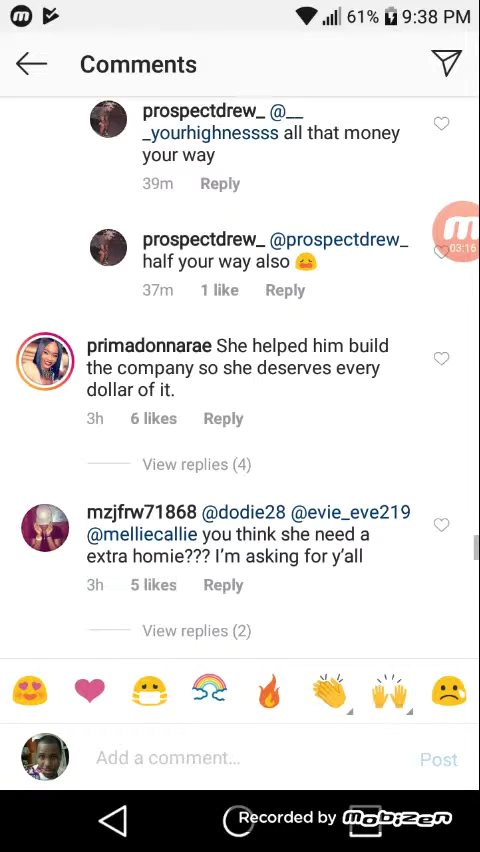 61% 9:38 PM
Comments
prospectdrew_ @__
_yourhighnessss all that money
your way
39m Reply
prospectdrew_ @prospectdrew_
half your way also 😩
37m 1 like Reply
03:16
primadonnarae She helped him build
the company so she deserves every
dollar of it.
3h 6 likes Reply
View replies (4)
mzjfrw71868 @dodie28 @evie_eve219
@melliecallie you think she need a
extra homie??? I'm asking for y'all
3h 5 likes Reply
View replies (2)
Add a comment... Post
Recorded by Mobizen